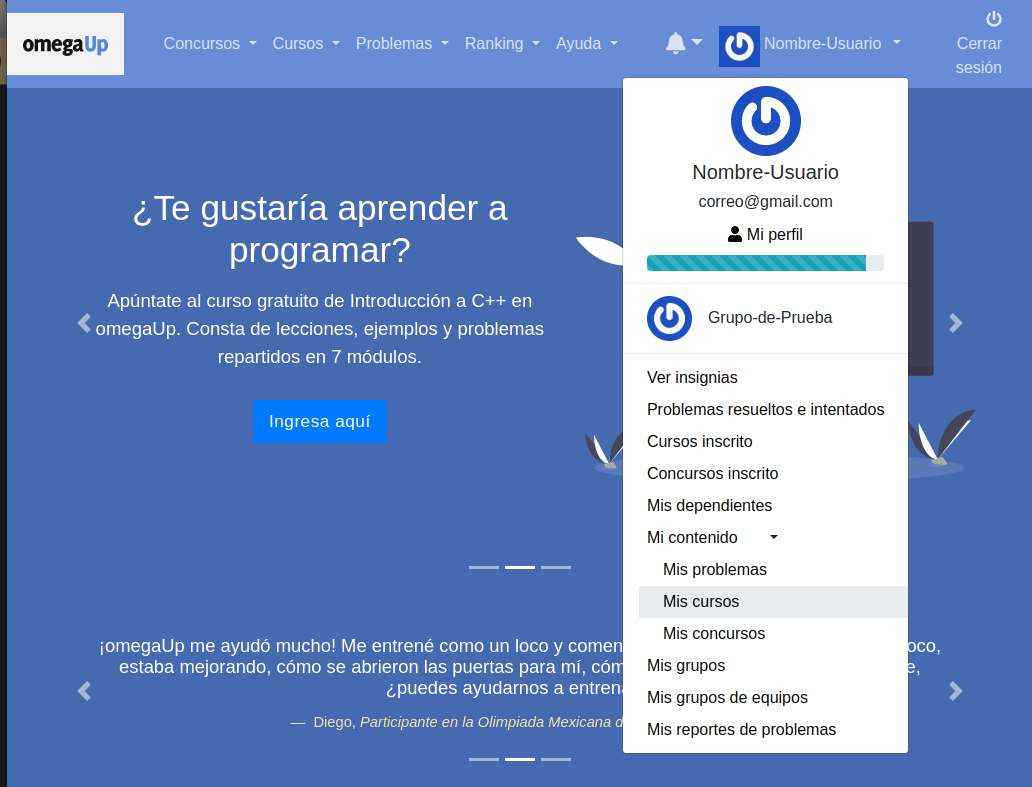 omegaUp
Concursos
Cursos
Problemas
Ranking
Ayuda
Nombre-Usuario
Cerrar
sesión
¿Te gustaría aprender a
programar?
Apúntate al curso gratuito de Introducción a C++ en
omegaUp. Consta de lecciones, ejemplos y problemas
repartidos en 7 módulos.
Ingresa aquí
Nombre-Usuario
correo@gmail.com
Mi perfil
Grupo-de-Prueba
Ver insignias
Problemas resueltos e intentados
Cursos inscrito
Concursos inscrito
Mis dependientes
Mi contenido
Mis problemas
Mis cursos
Mis concursos
Mis grupos
Mis grupos de equipos
Mis reportes de problemas
¡omegaUp me ayudó mucho! Me entrené como un loco y comen oco,
estaba mejorando, cómo se abrieron las puertas para mí, cóm e,
¿puedes ayudarnos a entrena
— Diego, Participante en la Olimpiada Mexicana d